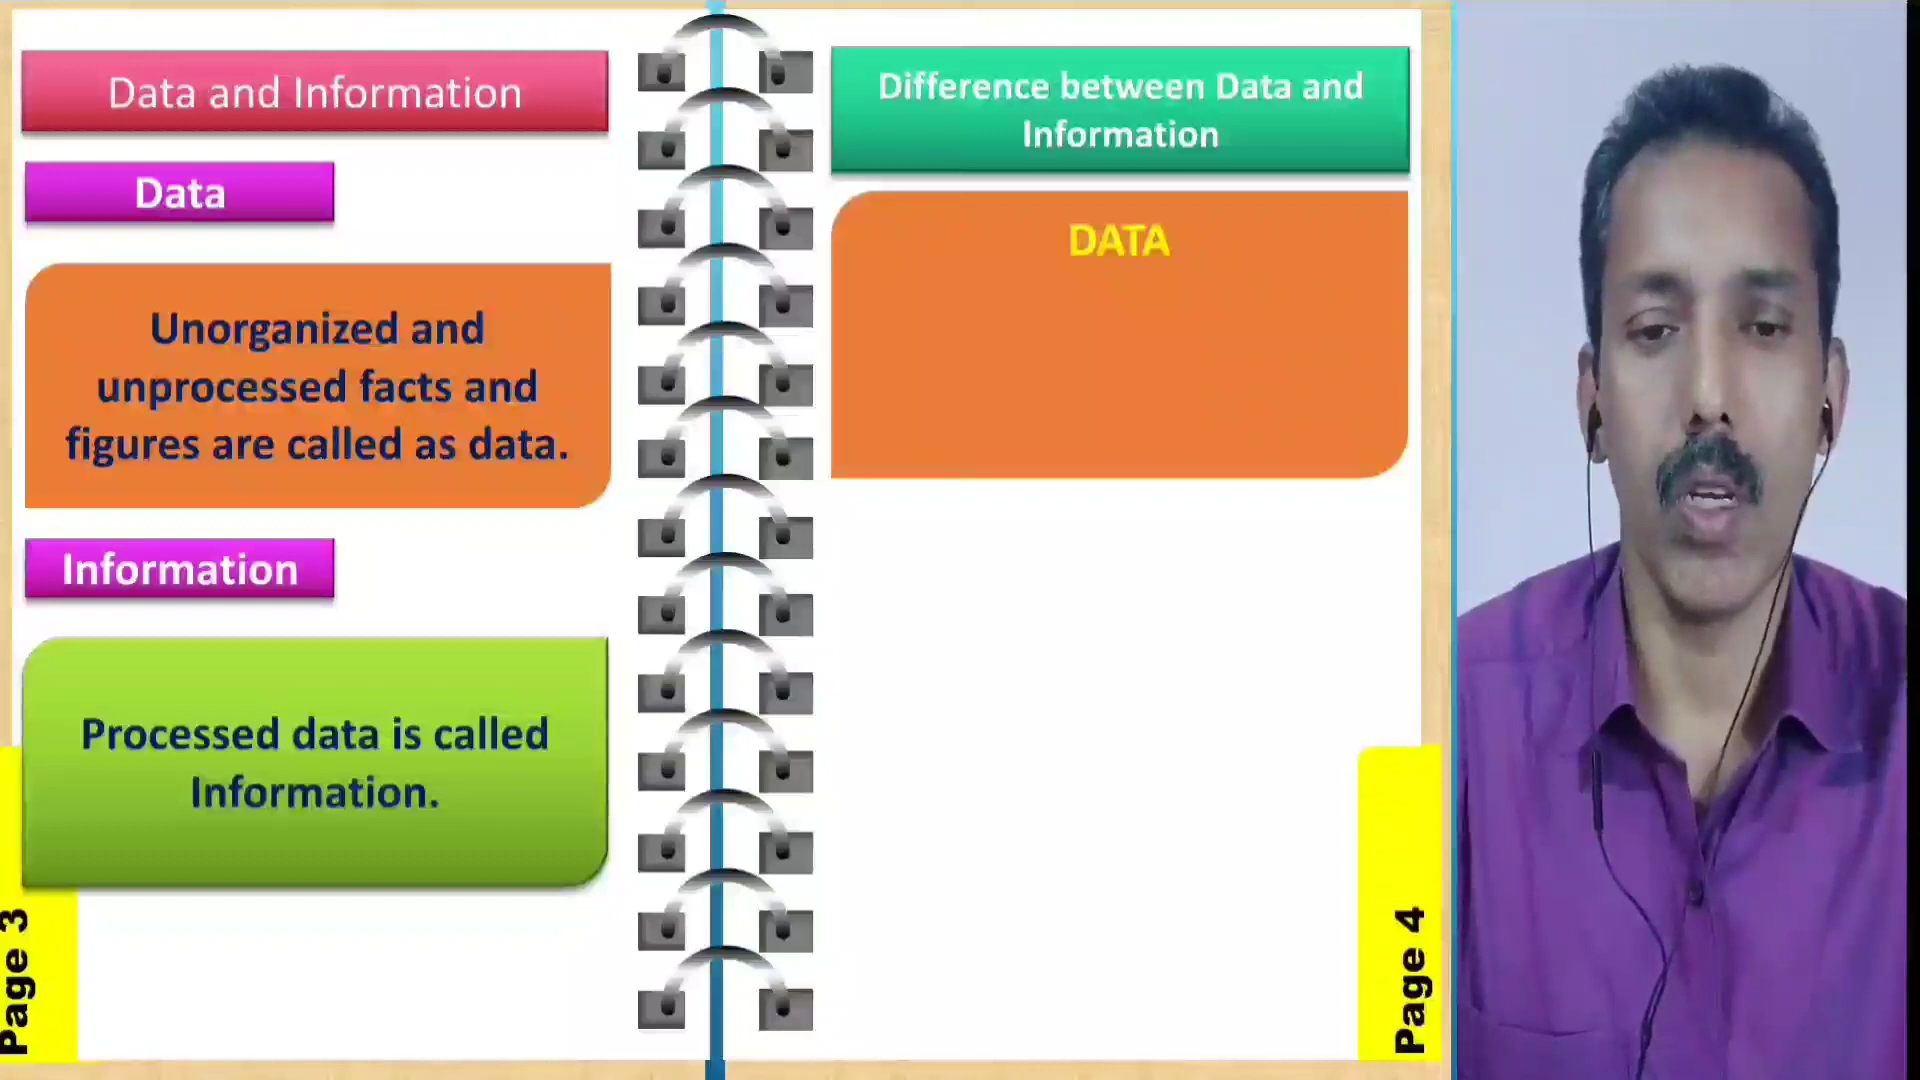 Data and Information
Data
Unorganized and
unprocessed facts and
figures are called as data.
Information
Processed data is called
Information.
Page 3
Difference between Data and
Information
DATA
Page 4